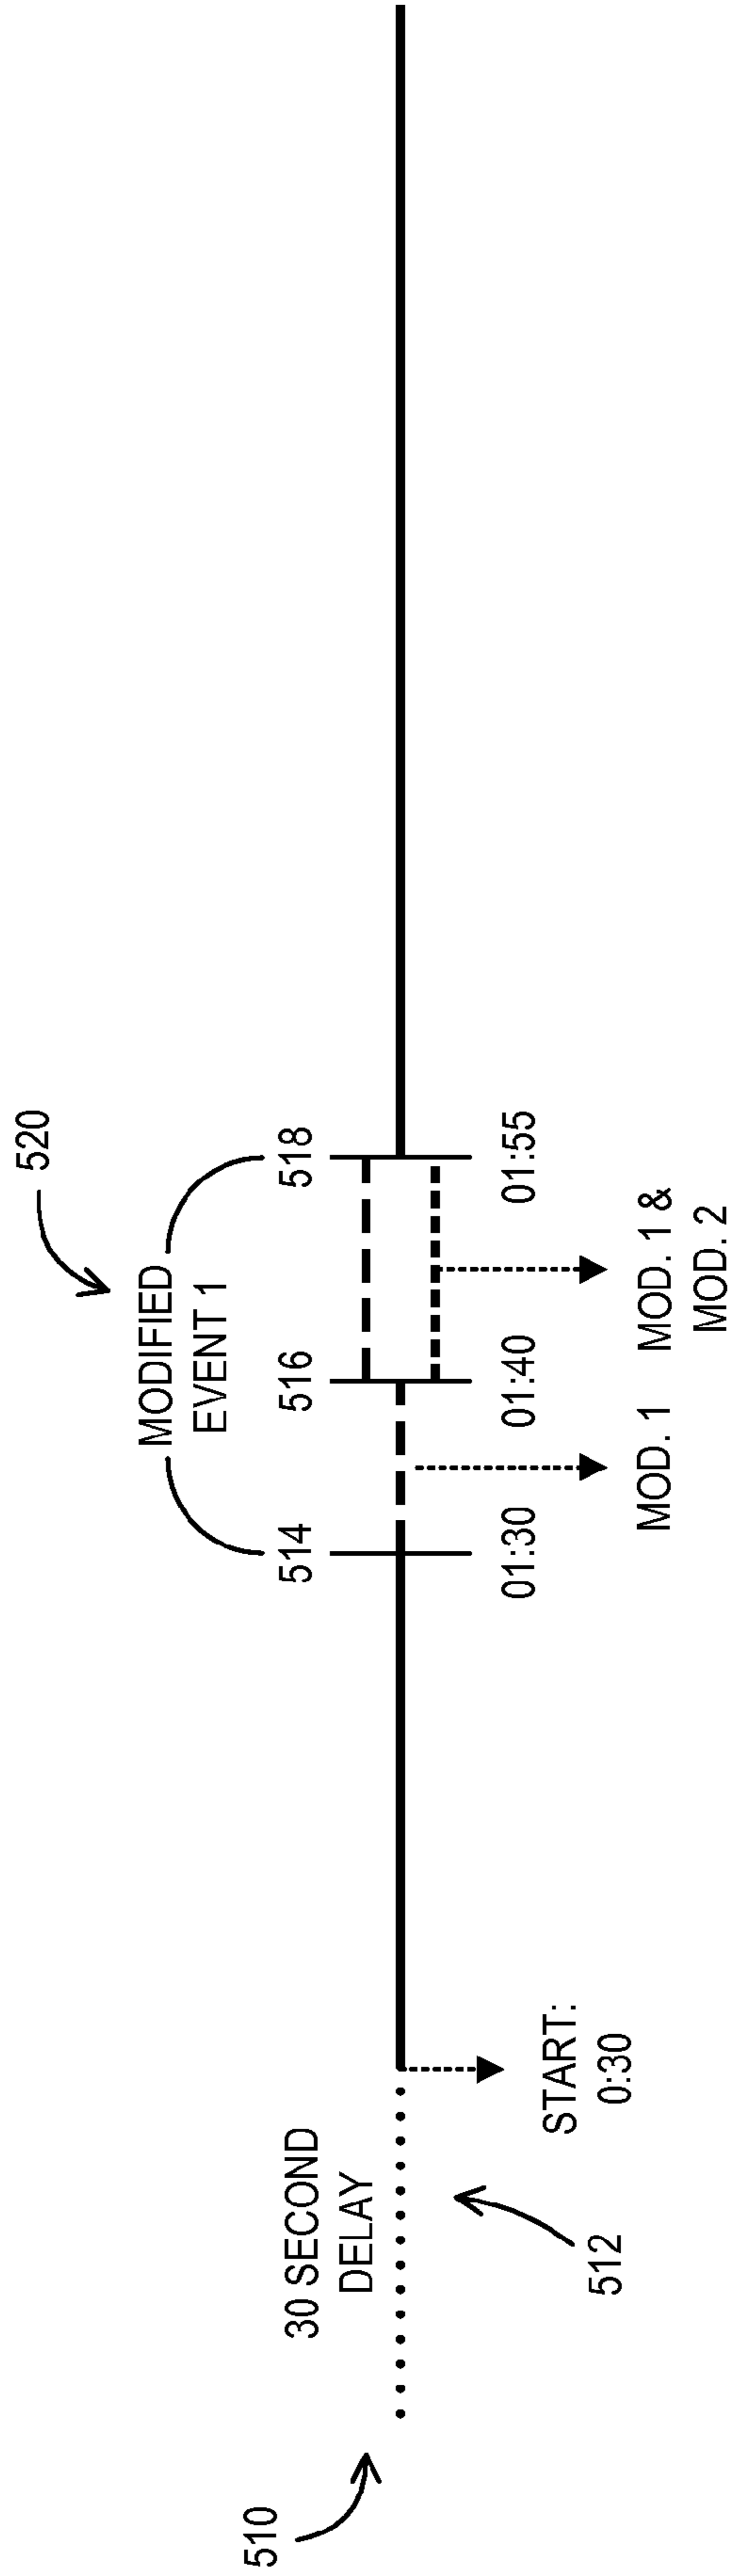 520
MODIFIED
EVENT 1
510
30 SECOND
DELAY
514
516
518
512
START:
0:30
01:30
01:40
01:55
MOD. 1
MOD. 1 &
MOD. 2